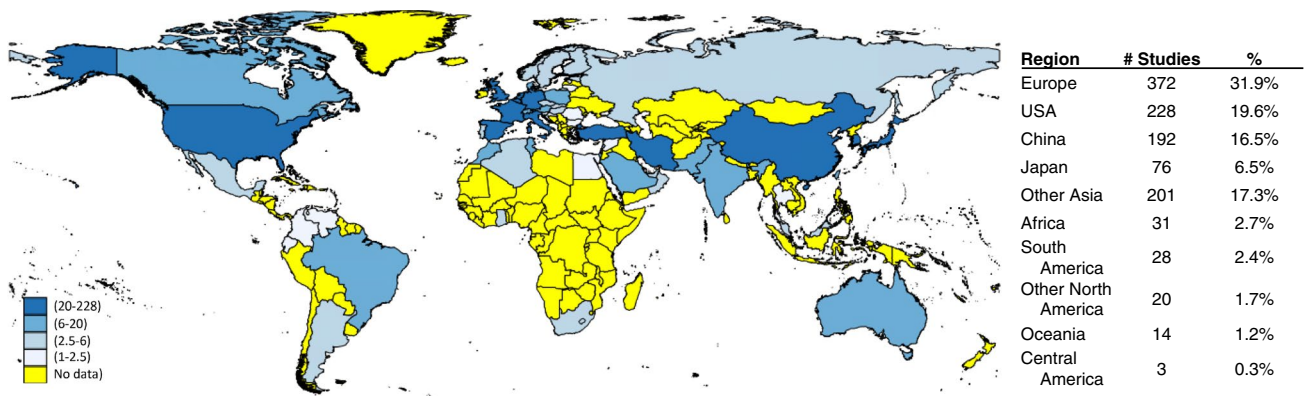 (20-228)
(6-20)
(2.5-6)
(1-2.5)
No data)
Region # Studies %
Europe 372 31.9%
USA 228 19.6%
China 192 16.5%
Japan 76 6.5%
Other Asia 201 17.3%
Africa 31 2.7%
South
America 28 2.4%
Other North
America 20 1.7%
Oceania 14 1.2%
Central
America 3 0.3%